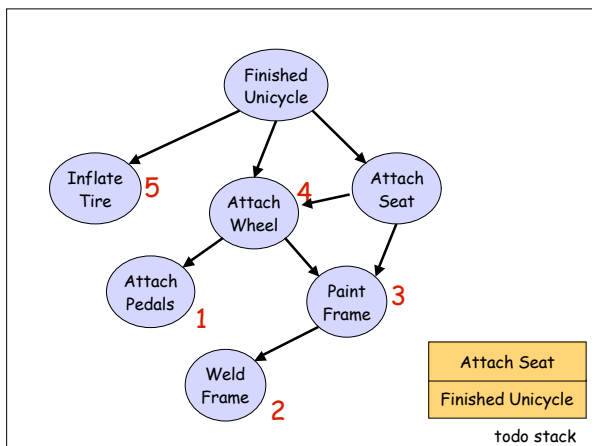 Finished
Unicycle
Inflate
Tire
5
Attach
Wheel
4
Attach
Seat
Attach
Pedals
1
Paint
Frame
3
Weld
Frame
2
Attach Seat
Finished Unicycle
todo stack